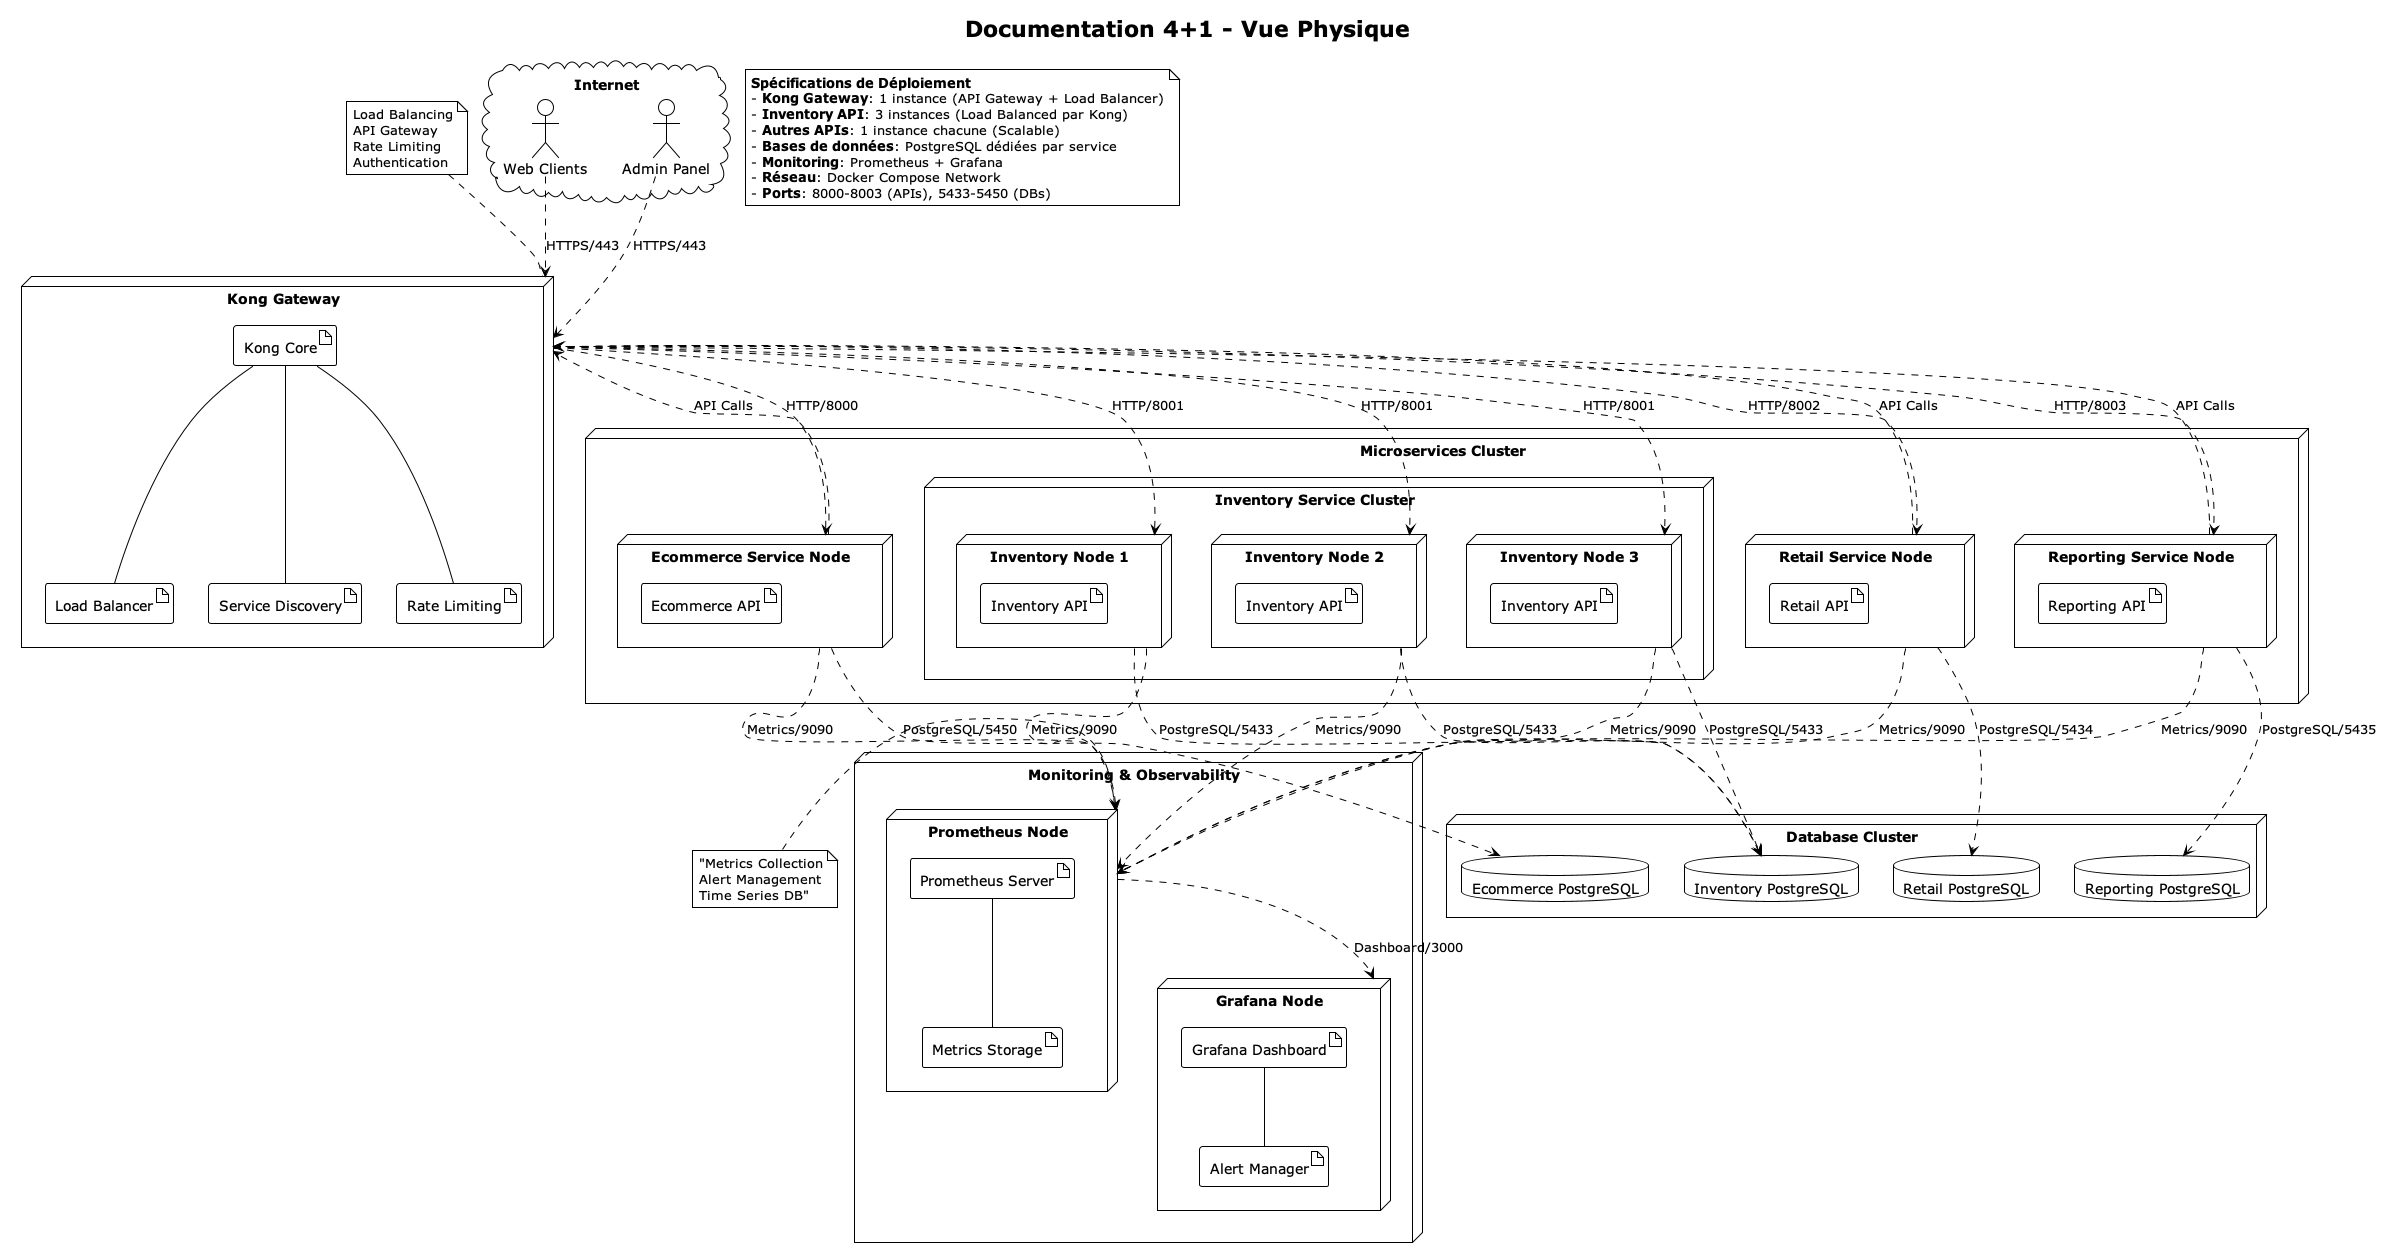 Documentation 4+1 - Vue Physique
Load Balancing
API Gateway
Rate Limiting
Authentication
Internet
Web Clients
Admin Panel
Spécifications de Déploiement
- Kong Gateway: 1 instance (API Gateway + Load Balancer)
- Inventory API: 3 instances (Load Balanced par Kong)
- Autres APIs: 1 instance chacune (Scalable)
- Bases de données: PostgreSQL dédiées par service
- Monitoring: Prometheus + Grafana
- Réseau: Docker Compose Network
- Ports: 8000-8003 (APIs), 5433-5450 (DBs)
HTTPS/443
HTTPS/443
Kong Gateway
Kong Core
Load Balancer
Service Discovery
Rate Limiting
API Calls
HTTP/8000
HTTP/8001
HTTP/8001
HTTP/8001
HTTP/8002
API Calls
HTTP/8003
API Calls
Microservices Cluster
Inventory Service Cluster
Ecommerce Service Node
Ecommerce API
Inventory Node 1
Inventory API
Inventory Node 2
Inventory API
Inventory Node 3
Inventory API
Retail Service Node
Retail API
Reporting Service Node
Reporting API
Metrics/9090
PostgreSQL/5450
Metrics/9090
PostgreSQL/5433
Metrics/9090
PostgreSQL/5433
Metrics/9090
PostgreSQL/5433
Metrics/9090
PostgreSQL/5434
Metrics/9090
PostgreSQL/5435
Monitoring & Observability
Prometheus Node
Prometheus Server
Metrics Storage
"Metrics Collection
Alert Management
Time Series DB"
Database Cluster
Ecommerce PostgreSQL
Inventory PostgreSQL
Retail PostgreSQL
Reporting PostgreSQL
Dashboard/3000
Grafana Node
Grafana Dashboard
Alert Manager